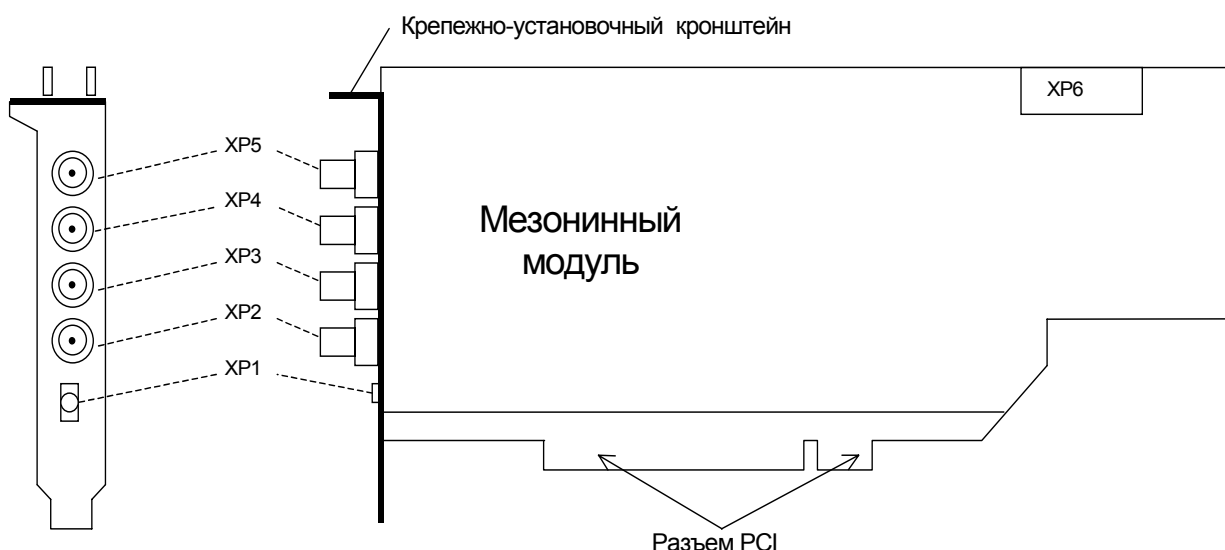 Крепежно-установочный кронштейн
XP6
XP5
XP4
Мезонинный
модуль
XP3
XP2
XP1
Разъем PCI